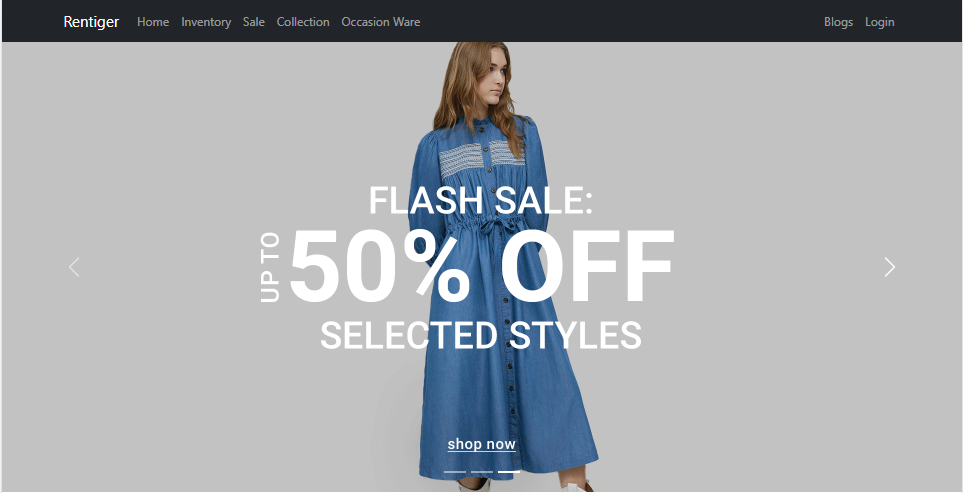 Rentiger Home Inventory Sale Collection Occasion Ware Blogs Login
FLASH SALE:
UP TO 50% OFF
SELECTED STYLES
shop now